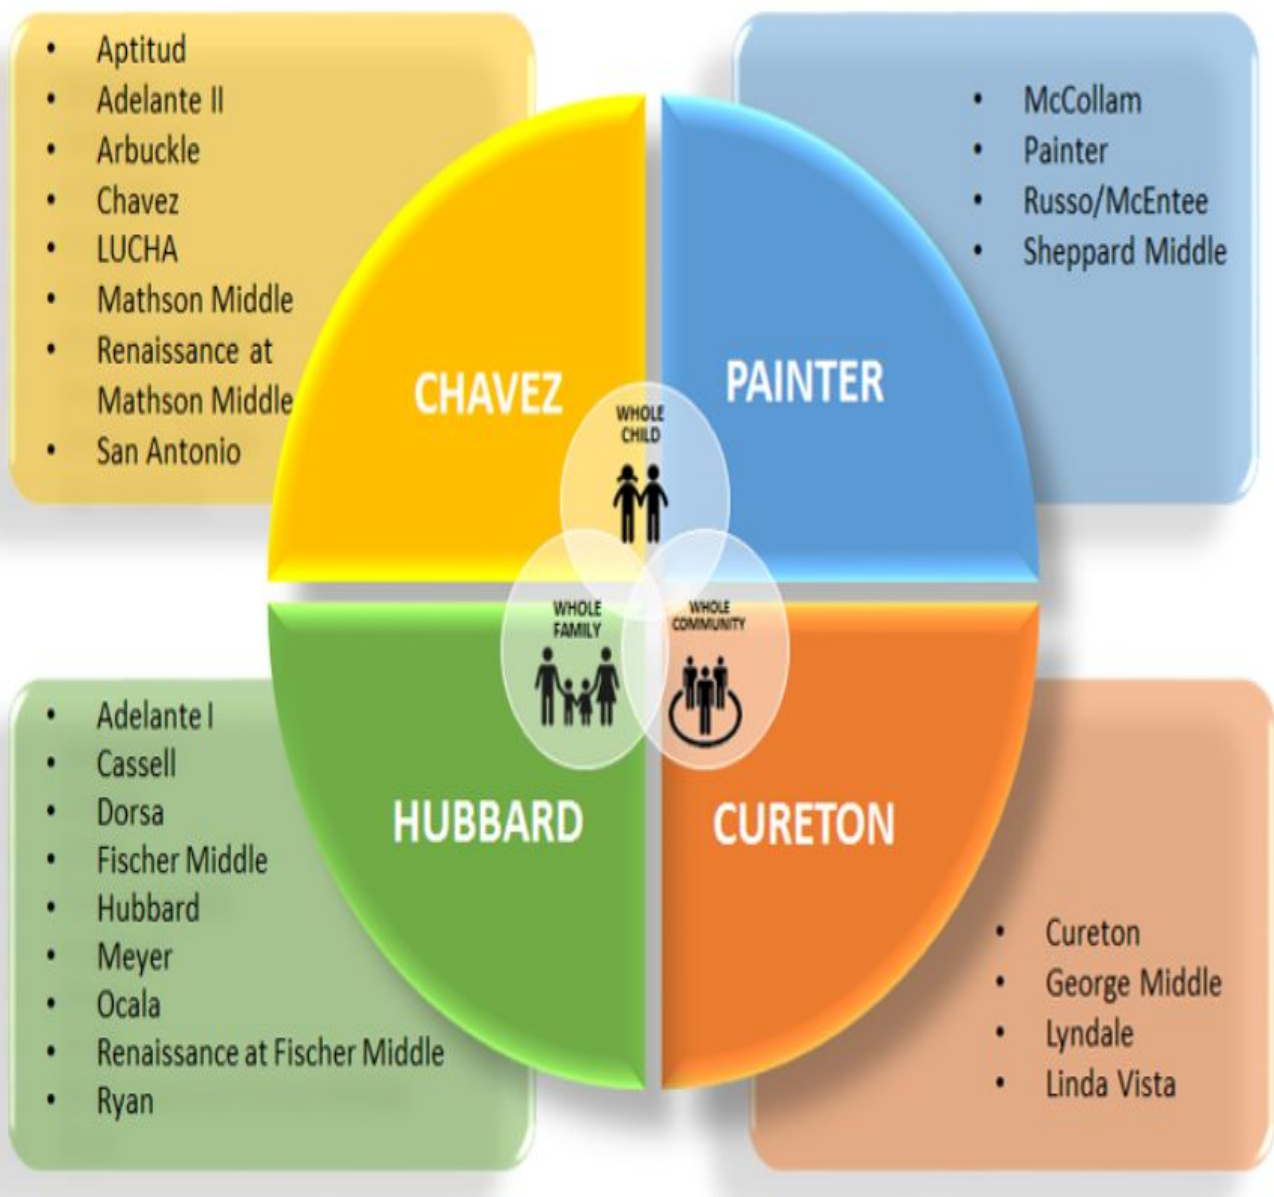 • Aptitud
• Adelante II
• Arbuckle
• Chavez
• LUCHA
• Mathson Middle
• Renaissance at
Mathson Middle
• San Antonio
• McCollam
• Painter
• Russo/McEntee
• Sheppard Middle
CHAVEZ
PAINTER
WHOLE
CHILD
WHOLE
FAMILY
WHOLE
COMMUNITY
HUBBARD
CURETON
• Adelante I
• Cassell
• Dorsa
• Fischer Middle
• Hubbard
• Meyer
• Ocala
• Renaissance at Fischer Middle
• Ryan
• Cureton
• George Middle
• Lyndale
• Linda Vista